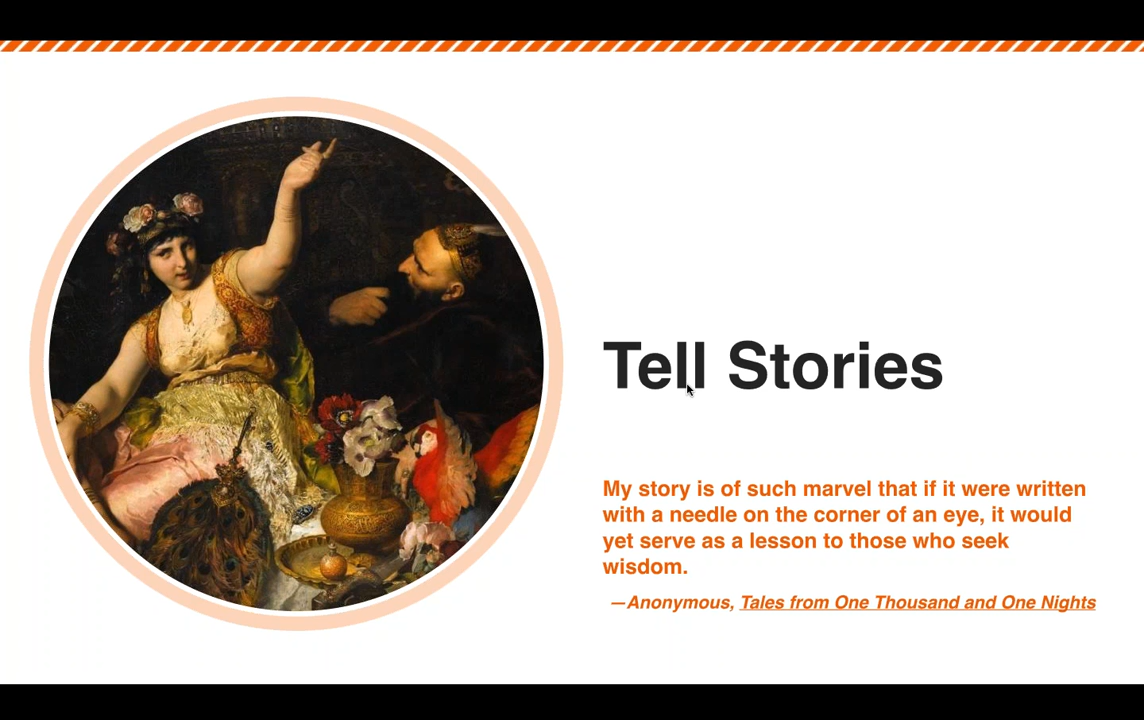 Tell Stories
My story is of such marvel that if it were written
with a needle on the corner of an eye, it would
yet serve as a lesson to those who seek
wisdom.
—Anonymous, Tales from One Thousand and One Nights